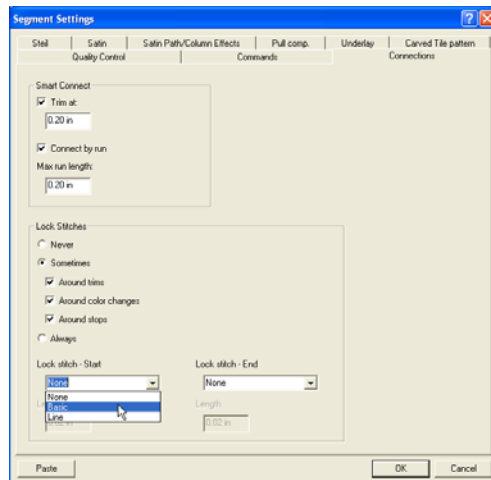 Segment Settings
Steil Satin Satin Path/Column Effects Pull comp. Underlay Carved Tile pattern
Quality Control Commands Connections
Smart Connect
Trim at:
0.20 in
Connect by run
Max run length:
0.20 in
Lock Stitches
Never
Sometimes
Around trims
Around color changes
Around stops
Always
Lock stitch - Start Lock stitch - End
None None
None
Basic
Line
Length:
0.02 in
Paste OK Cancel